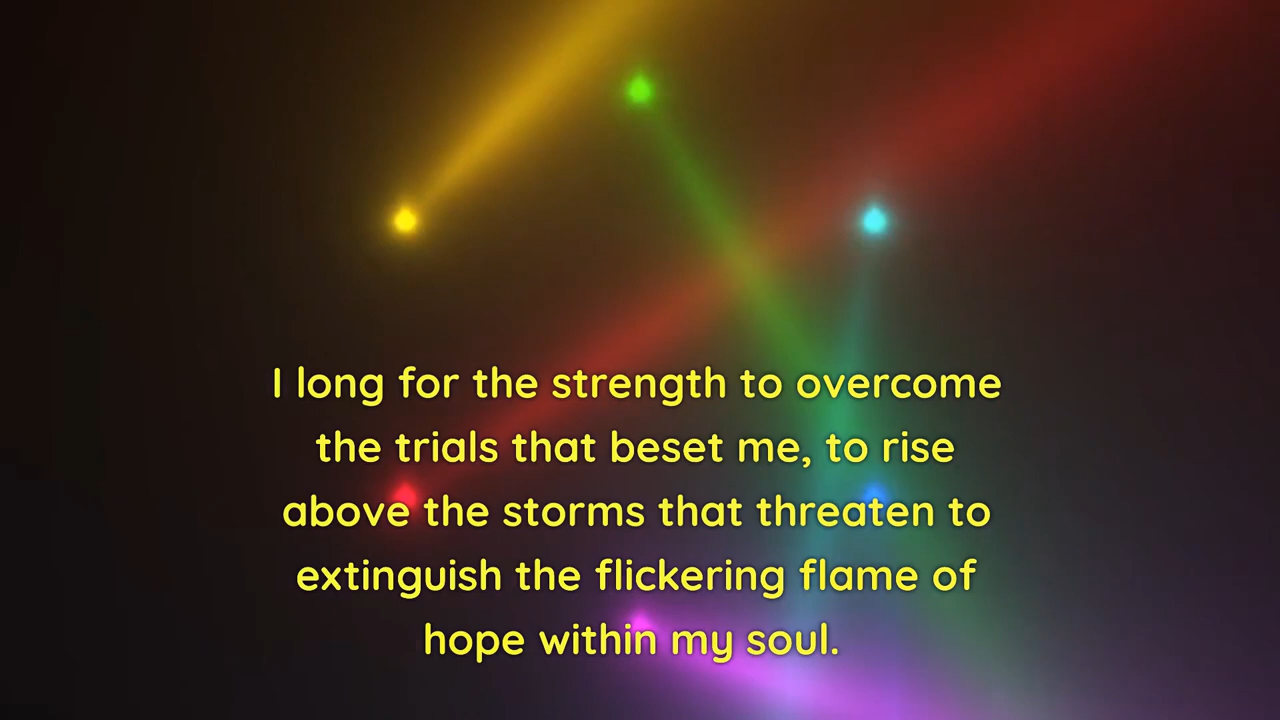 I long for the strength to overcome
the trials that beset me, to rise
above the storms that threaten to
extinguish the flickering flame of
hope within my soul.